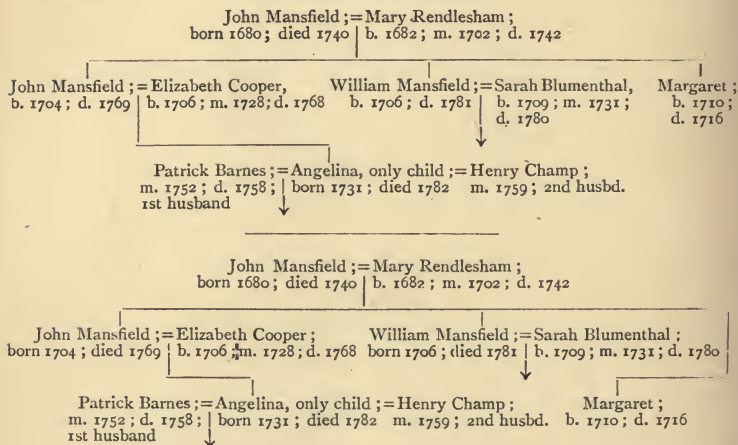 John Mansfield ;=Mary Rendlesham ;
born 1680; died 1740 b. 1682; m. 1702; d. 1742
John Mansfield ;=Elizabeth Cooper, William Mansfield ;=Sarah Blumenthal, Margaret ;
b. 1704; d. 1769 b. 1706; m. 1728; d. 1768 b. 1706; d. 1781 b. 1709; m. 1731; b. 1710;
d. 1780 d. 1716
Patrick Barnes ;=Angelina, only child ;=Henry Champ ;
m. 1752; d. 1758; born 1731; died 1782 m. 1759; 2nd husbd.
1st husband
John Mansfield ;=Mary Rendlesham ;
born 1680; died 1740 b. 1682; m. 1702; d. 1742
John Mansfield ;=Elizabeth Cooper ; William Mansfield ;=Sarah Blumenthal ;
born 1704; died 1769 b. 1706; m. 1728; d. 1768 born 1706; died 1781 b. 1709; m. 1731; d. 1780
Patrick Barnes ;=Angelina, only child ;=Henry Champ ; Margaret ;
m. 1752; d. 1758; born 1731; died 1782 m. 1759; 2nd husbd. b. 1710; d. 1716
1st husband